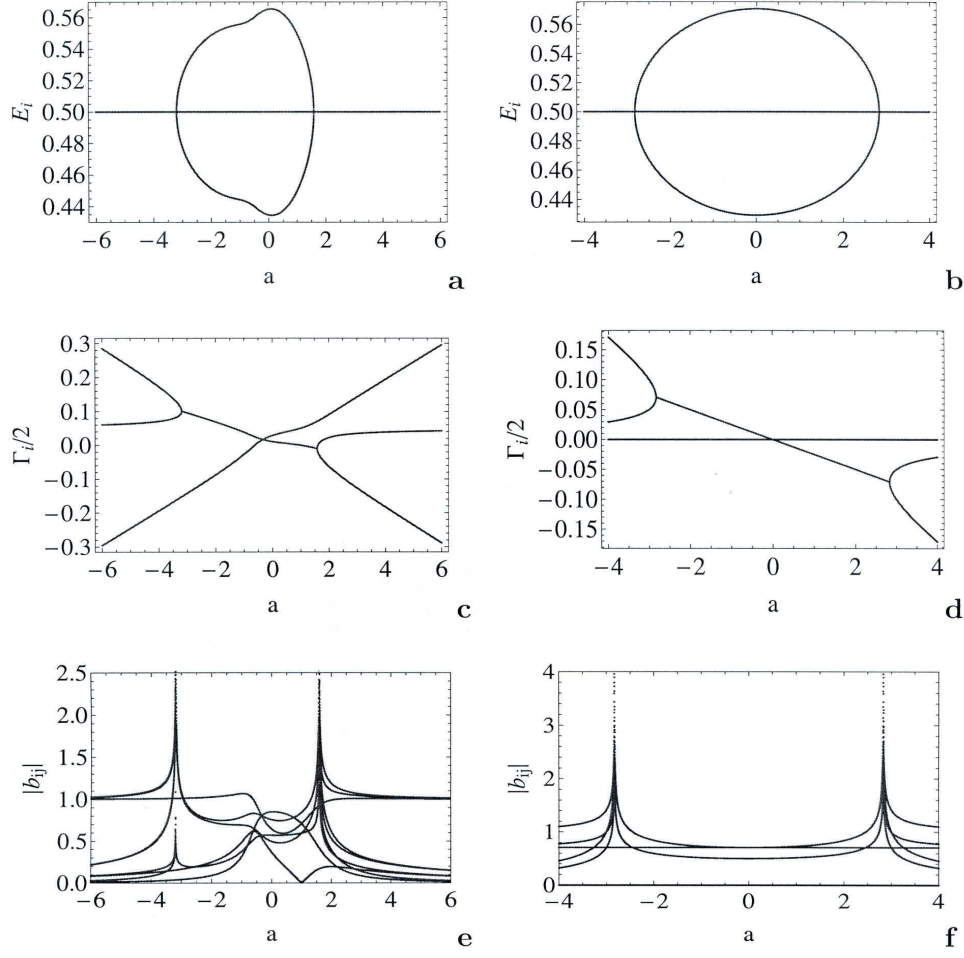 0.56
0.54
0.52
0.50
0.48
0.46
0.44
E_i
−6 −4 −2 0 2 4 6
a
a
0.56
0.54
0.52
0.50
0.48
0.46
0.44
E_i
−4 −2 0 2 4
a
b
0.3
0.2
0.1
0.0
−0.1
−0.2
−0.3
Γ_i/2
−6 −4 −2 0 2 4 6
a
c
0.15
0.10
0.05
0.00
−0.05
−0.10
−0.15
Γ_i/2
−4 −2 0 2 4
a
d
2.5
2.0
1.5
1.0
0.5
0.0
|b_ij|
−6 −4 −2 0 2 4 6
a
e
4
3
2
1
0
|b_ij|
−4 −2 0 2 4
a
f